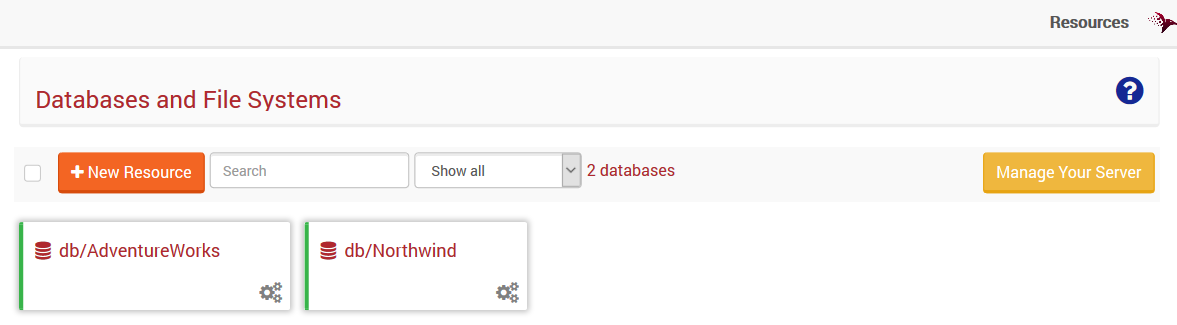 Resources
Databases and File Systems
New Resource Search Show all 2 databases Manage Your Server
db/AdventureWorks db/Northwind